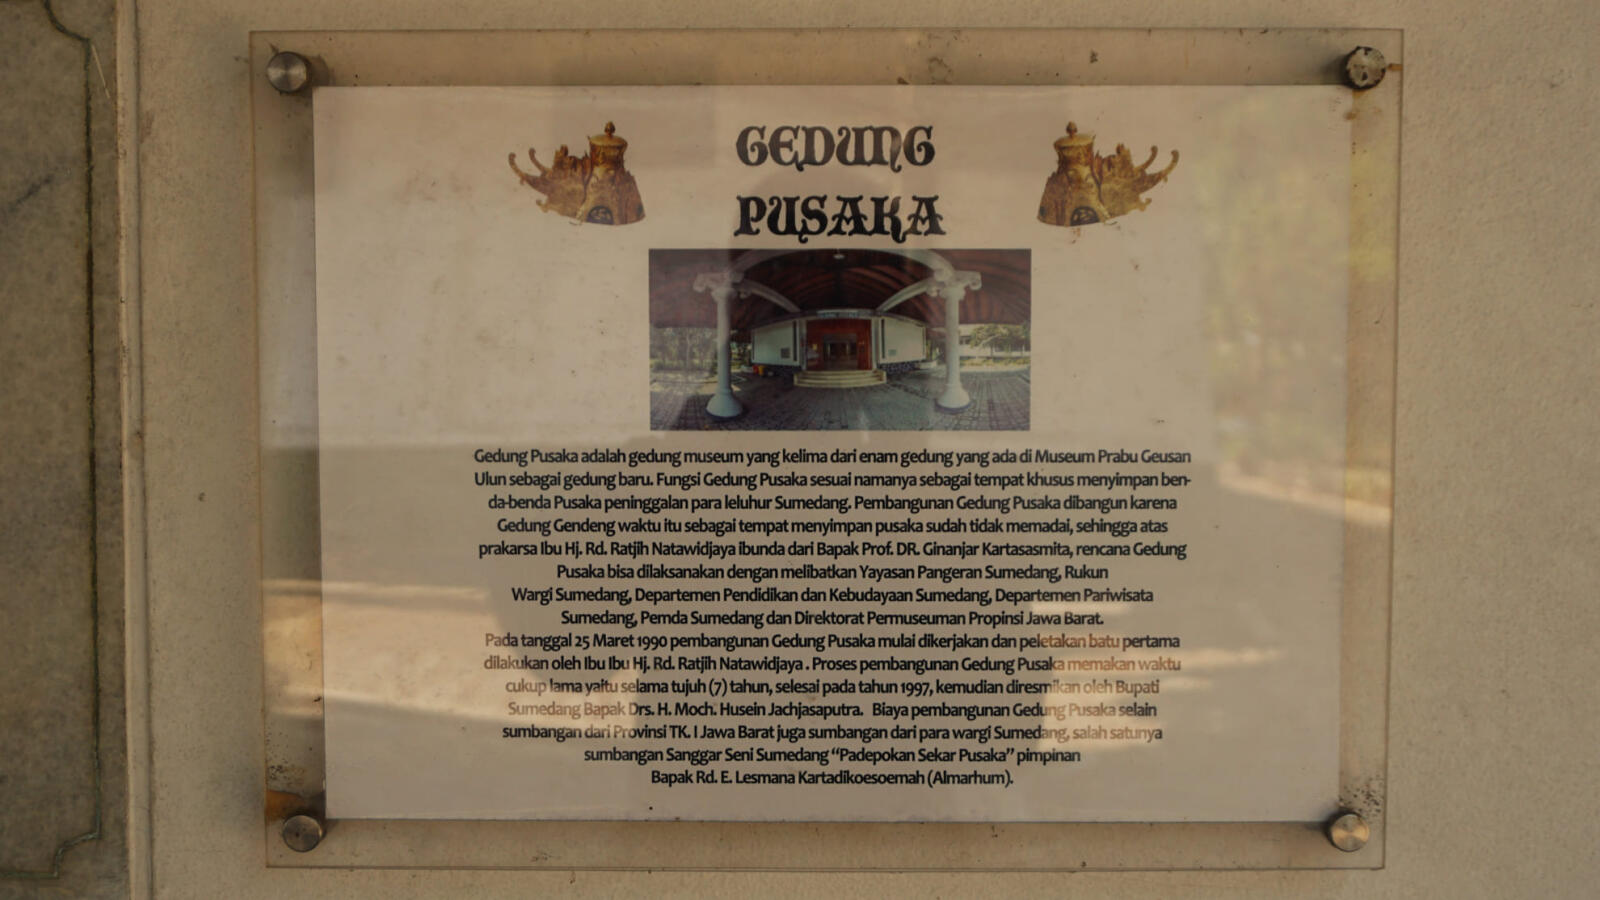 GEDUNG
PUSAKA
Gedung Pusaka adalah gedung museum yang kelima dari enam gedung yang ada di Museum Prabu Geusan
Ulun sebagai gedung baru. Fungsi Gedung Pusaka sesuai namanya sebagai tempat khusus menyimpan ben-
da-benda Pusaka peninggalan para leluhur Sumedang. Pembangunan Gedung Pusaka dibangun karena
Gedung Gendeng waktu itu sebagai tempat menyimpan pusaka sudah tidak memadai, sehingga atas
prakarsa Ibu Hj. Rd. Ratjih Natawidjaya ibunda dari Bapak Prof. DR. Ginanjar Kartasasmita, rencana Gedung
Pusaka bisa dilaksanakan dengan melibatkan Yayasan Pangeran Sumedang, Rukun
Wargi Sumedang, Departemen Pendidikan dan Kebudayaan Sumedang, Departemen Pariwisata
Sumedang, Pemda Sumedang dan Direktorat Permuseuman Propinsi Jawa Barat.
Pada tanggal 25 Maret 1990 pembangunan Gedung Pusaka mulai dikerjakan dan peletakan batu pertama
dilakukan oleh Ibu Ibu Hj. Rd. Ratjih Natawidjaya . Proses pembangunan Gedung Pusaka memakan waktu
cukup lama yaitu selama tujuh (7) tahun, selesai pada tahun 1997, kemudian diresmikan oleh Bupati
Sumedang Bapak Drs. H. Moch. Husein Jachjasaputra. Biaya pembangunan Gedung Pusaka selain
sumbangan dari Provinsi TK. I Jawa Barat juga sumbangan dari para wargi Sumedang, salah satunya
sumbangan Sanggar Seni Sumedang “Padepokan Sekar Pusaka” pimpinan
Bapak Rd. E. Lesmana Kartadikoesoemah (Almarhum).